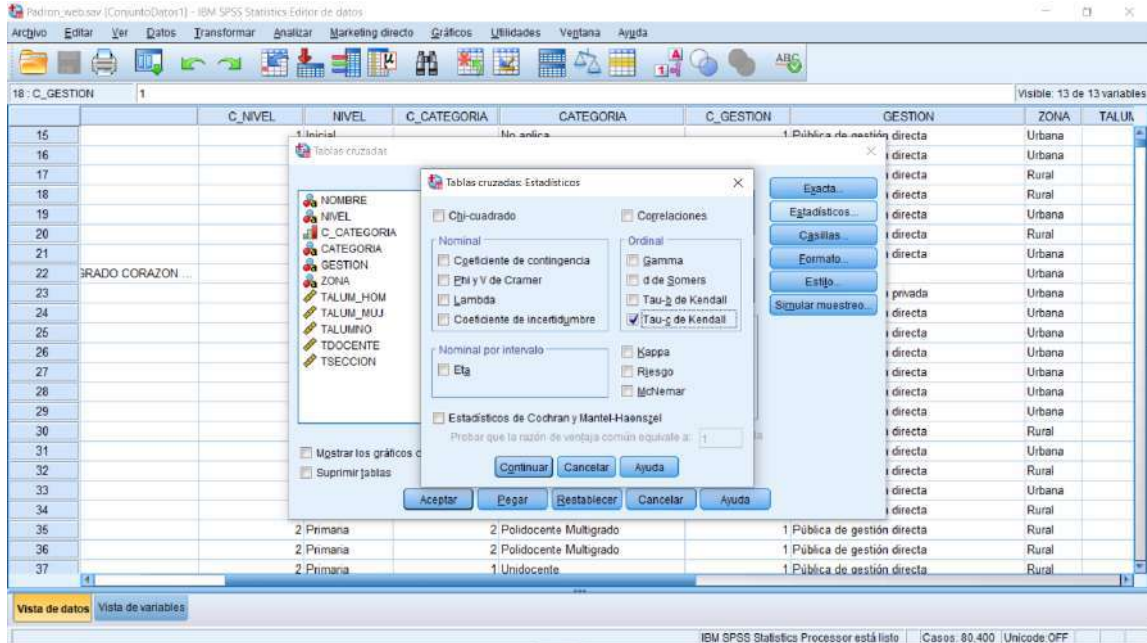 Padron_web.sav [ConjuntoDatos1] - IBM SPSS Statistics Editor de datos
Archivo Editar Ver Datos Transformar Analizar Marketing directo Gráficos Utilidades Ventana Ayuda
18 : C_GESTION 1 Visible: 13 de 13 variables
C_NIVEL NIVEL C_CATEGORIA CATEGORIA C_GESTION GESTION ZONA
15 1 Inicial No aplica 1 Pública de gestión directa Urbana
16 directa Urbana
17 directa Rural
18 directa Rural
19 directa Urbana
20 directa Rural
21 directa Urbana
22 GRADO CORAZON ... Urbana
23 privada Urbana
24 directa Urbana
25 directa Urbana
26 directa Urbana
27 directa Urbana
28 directa Urbana
29 directa Urbana
30 directa Rural
31 directa Urbana
32 directa Rural
33 directa Urbana
34 directa Rural
35 2 Primaria 2 Polidocente Multigrado 1 Pública de gestión directa Rural
36 2 Primaria 2 Polidocente Multigrado 1 Pública de gestión directa Rural
37 2 Primaria 1 Unidocente 1 Pública de gestión directa Rural
Tablas cruzadas
NOMBRE
NIVEL
C_CATEGORIA
CATEGORIA
GESTION
ZONA
TALUM_HOM
TALUM_MUJ
TALUMNO
TDOCENTE
TSECCION
Exacta...
Estadísticos...
Casillas...
Formato...
Estilo...
Simular muestreo...
Mostrar los gráficos
Suprimir tablas
Aceptar Pegar Restablecer Cancelar Ayuda
Tablas cruzadas: Estadísticos
Chi-cuadrado Correlaciones
Nominal
Coeficiente de contingencia
Phi y V de Cramer
Lambda
Coeficiente de incertidumbre
Ordinal
Gamma
d de Somers
Tau-b de Kendall
Tau-c de Kendall
Nominal por intervalo
Eta
Kappa
Riesgo
McNemar
Estadísticos de Cochran y Mantel-Haenszel
Probar que la razón de ventaja común equivale a: 1
Continuar Cancelar Ayuda
Vista de datos Vista de variables
IBM SPSS Statistics Processor está listo Casos: 80.400 Unicode:OFF